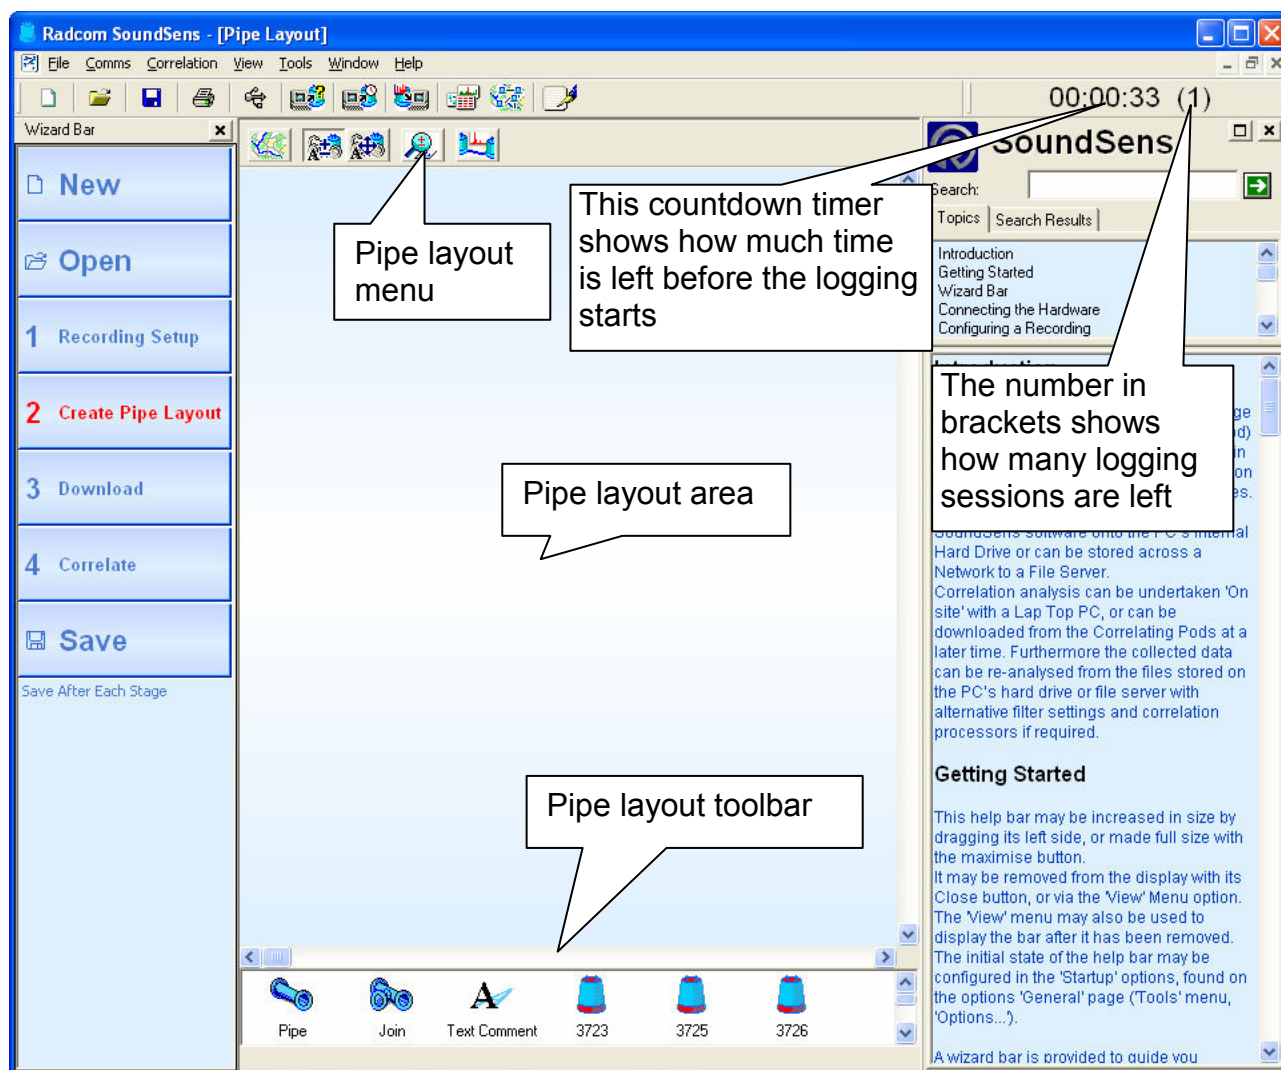 Radcom SoundSens - [Pipe Layout]
File Comms Correlation View Tools Window Help
00:00:33 (1)
Wizard Bar
New
Open
1 Recording Setup
2 Create Pipe Layout
3 Download
4 Correlate
Save
Save After Each Stage
Pipe layout
menu
This countdown timer
shows how much time
is left before the logging
starts
Pipe layout area
Pipe layout toolbar
Pipe
Join
Text Comment
3723
3725
3726
SoundSens
Search:
Topics Search Results
Introduction
Getting Started
Wizard Bar
Connecting the Hardware
Configuring a Recording
The number in
brackets shows
how many logging
sessions are left
SoundSens software onto the PC's internal
Hard Drive or can be stored across a
Network to a File Server.
Correlation analysis can be undertaken 'On
site' with a Lap Top PC, or can be
downloaded from the Correlating Pods at a
later time. Furthermore the collected data
can be re-analysed from the files stored on
the PC's hard drive or file server with
alternative filter settings and correlation
processors if required.
Getting Started
This help bar may be increased in size by
dragging its left side, or made full size with
the maximise button.
It may be removed from the display with its
Close button, or via the 'View' Menu option.
The 'View' menu may also be used to
display the bar after it has been removed.
The initial state of the help bar may be
configured in the 'Startup' options, found on
the options 'General' page ('Tools' menu,
'Options...').
A wizard bar is provided to guide you